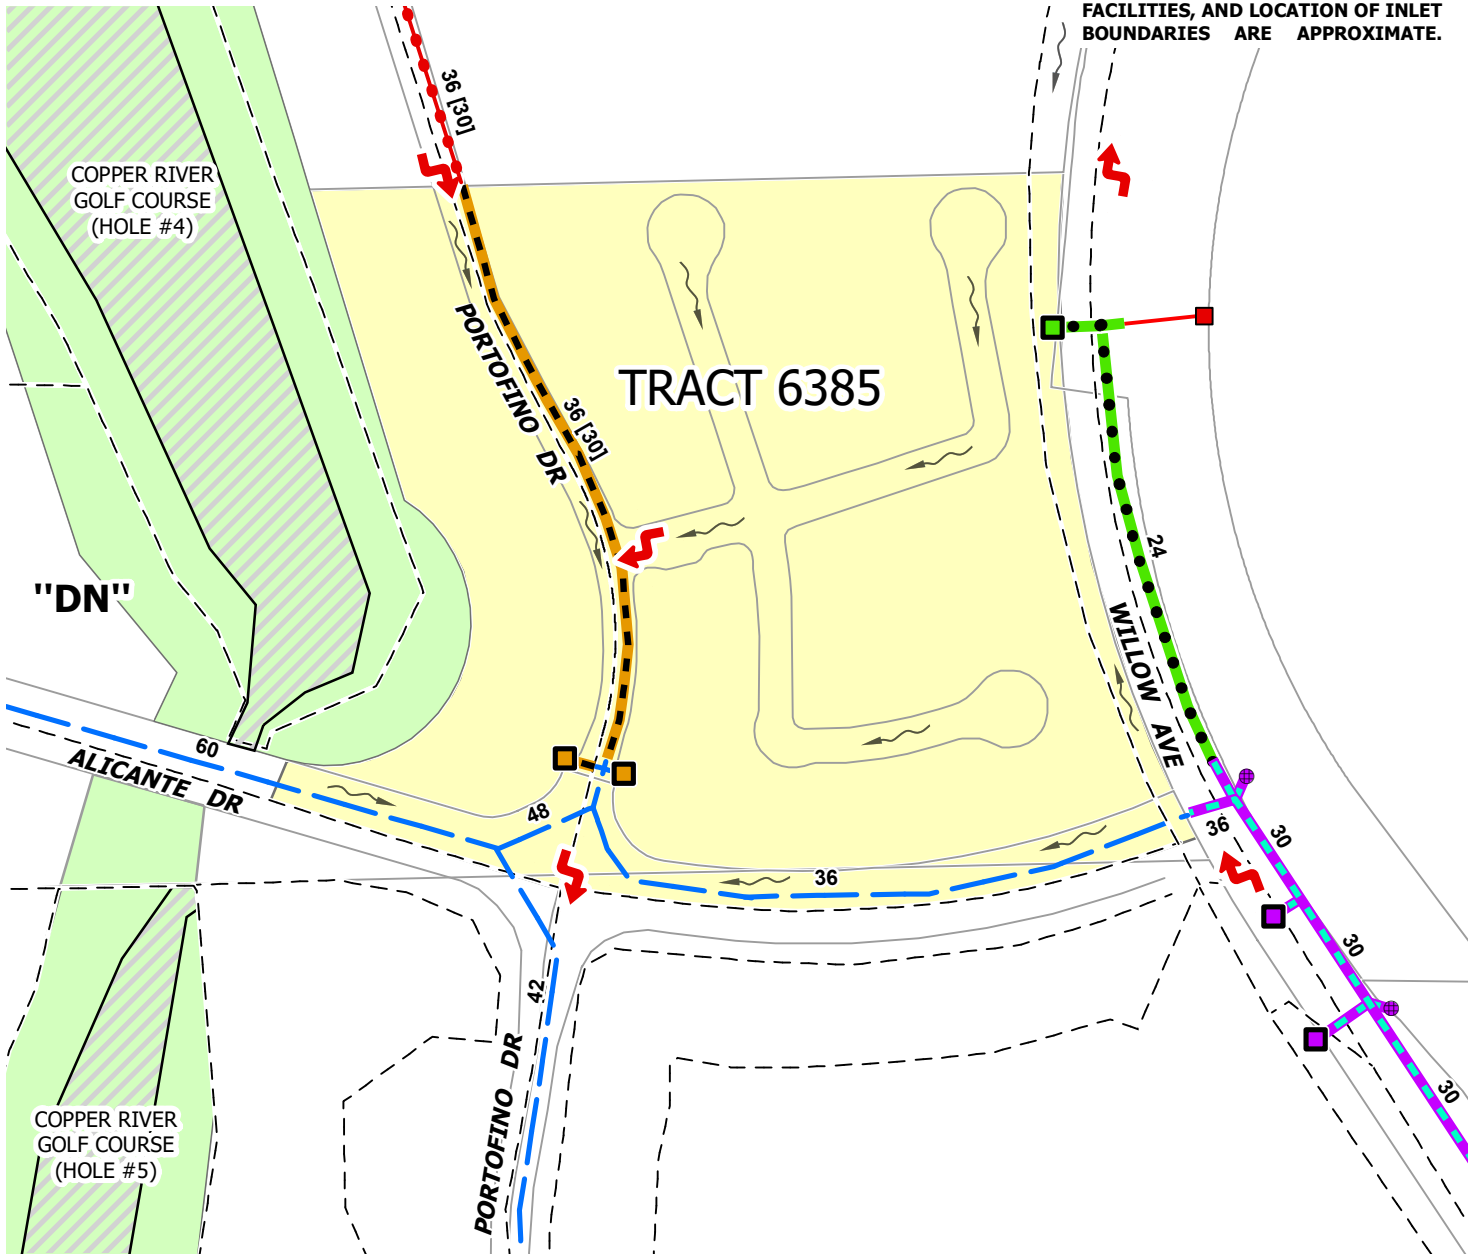 FACILITIES, AND LOCATION OF INLET
BOUNDARIES ARE APPROXIMATE.
36 [30]
COPPER RIVER
GOLF COURSE
(HOLE #4)
PORTOFINO DR
36 [30]
TRACT 6385
24
"DN"
WILLOW AVE
60
ALICANTE DR
48
36
30
36
30
42
PORTOFINO DR
30
COPPER RIVER
GOLF COURSE
(HOLE #5)